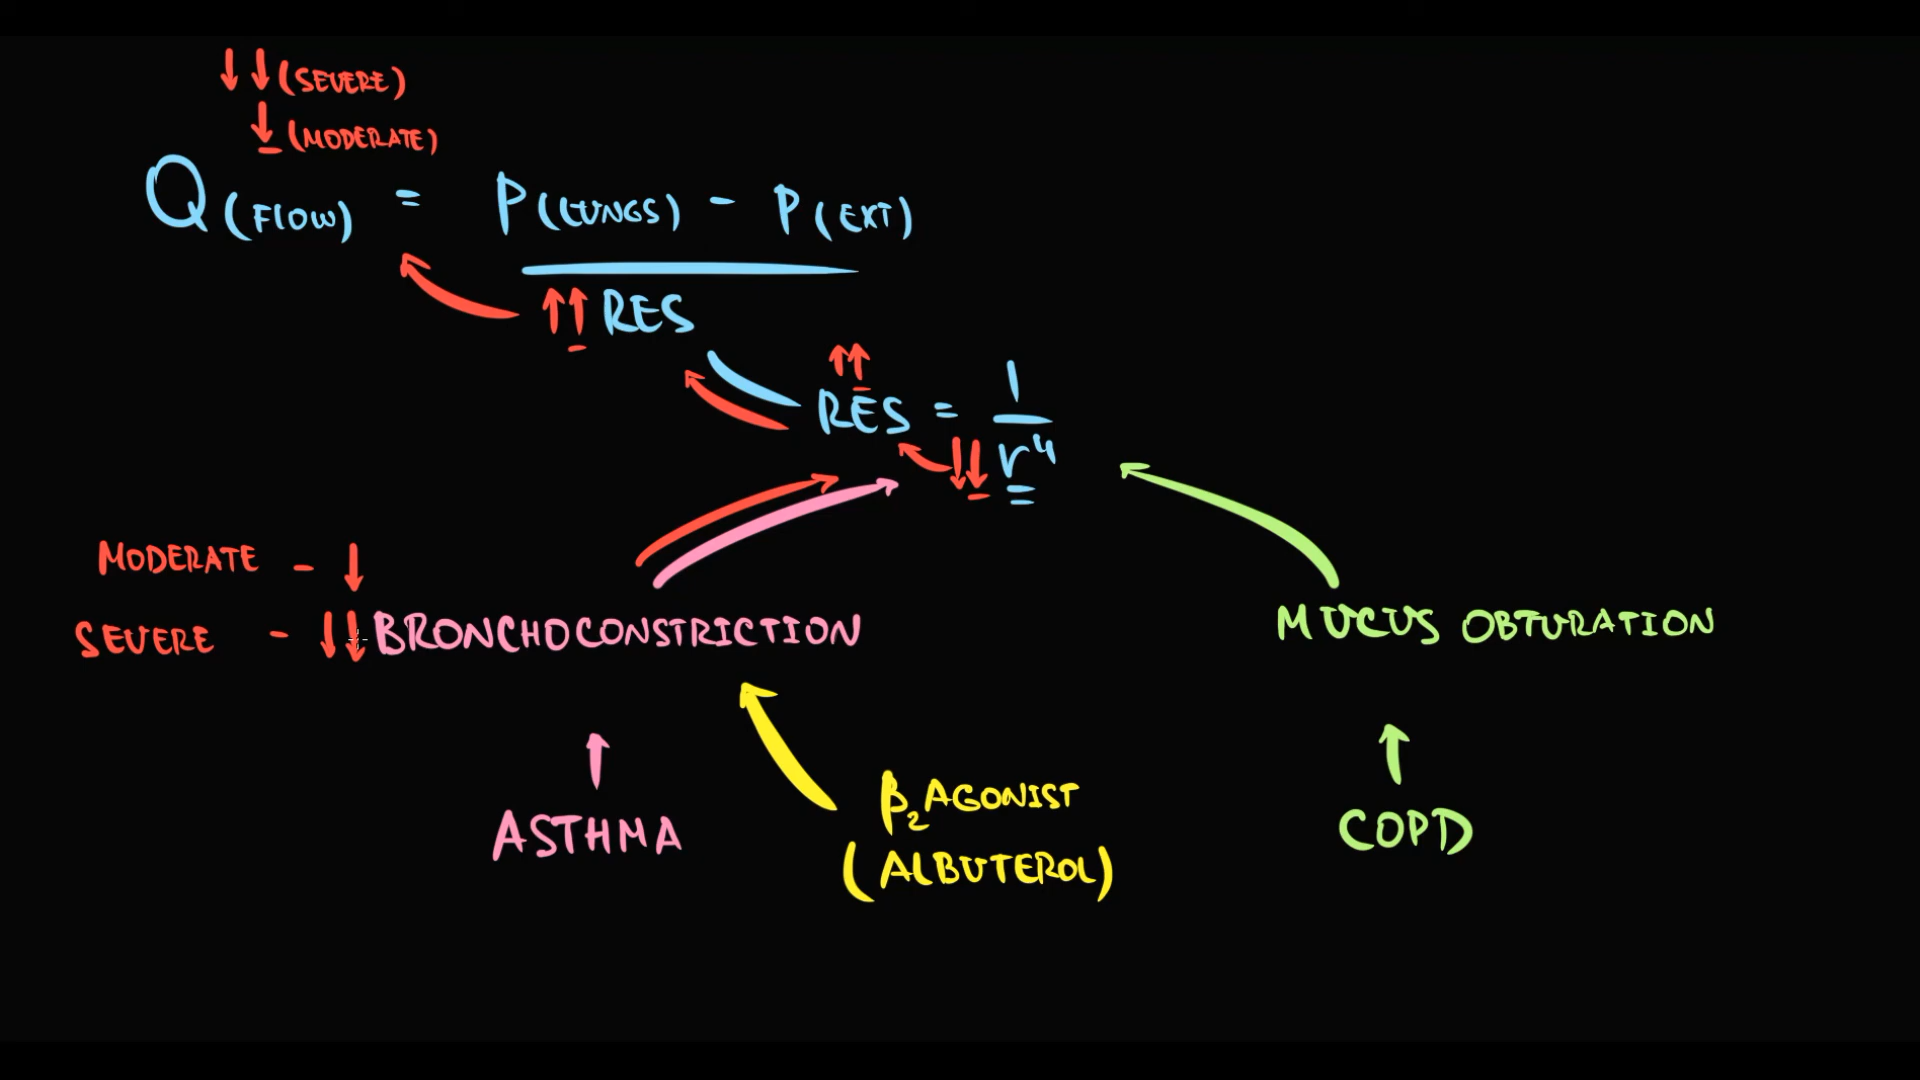 ↓↓(SEVERE)
↓(MODERATE)
Q(FLOW) = P(LUNGS) - P(EXT)
↑↑RES
↑↑
RES = 1
↓↓r⁴
MODERATE - ↓
SEVERE - ↓↓BRONCHOCONSTRICTION
MUCUS OBTURATION
β₂ AGONIST
ASTHMA
(ALBUTEROL)
COPD